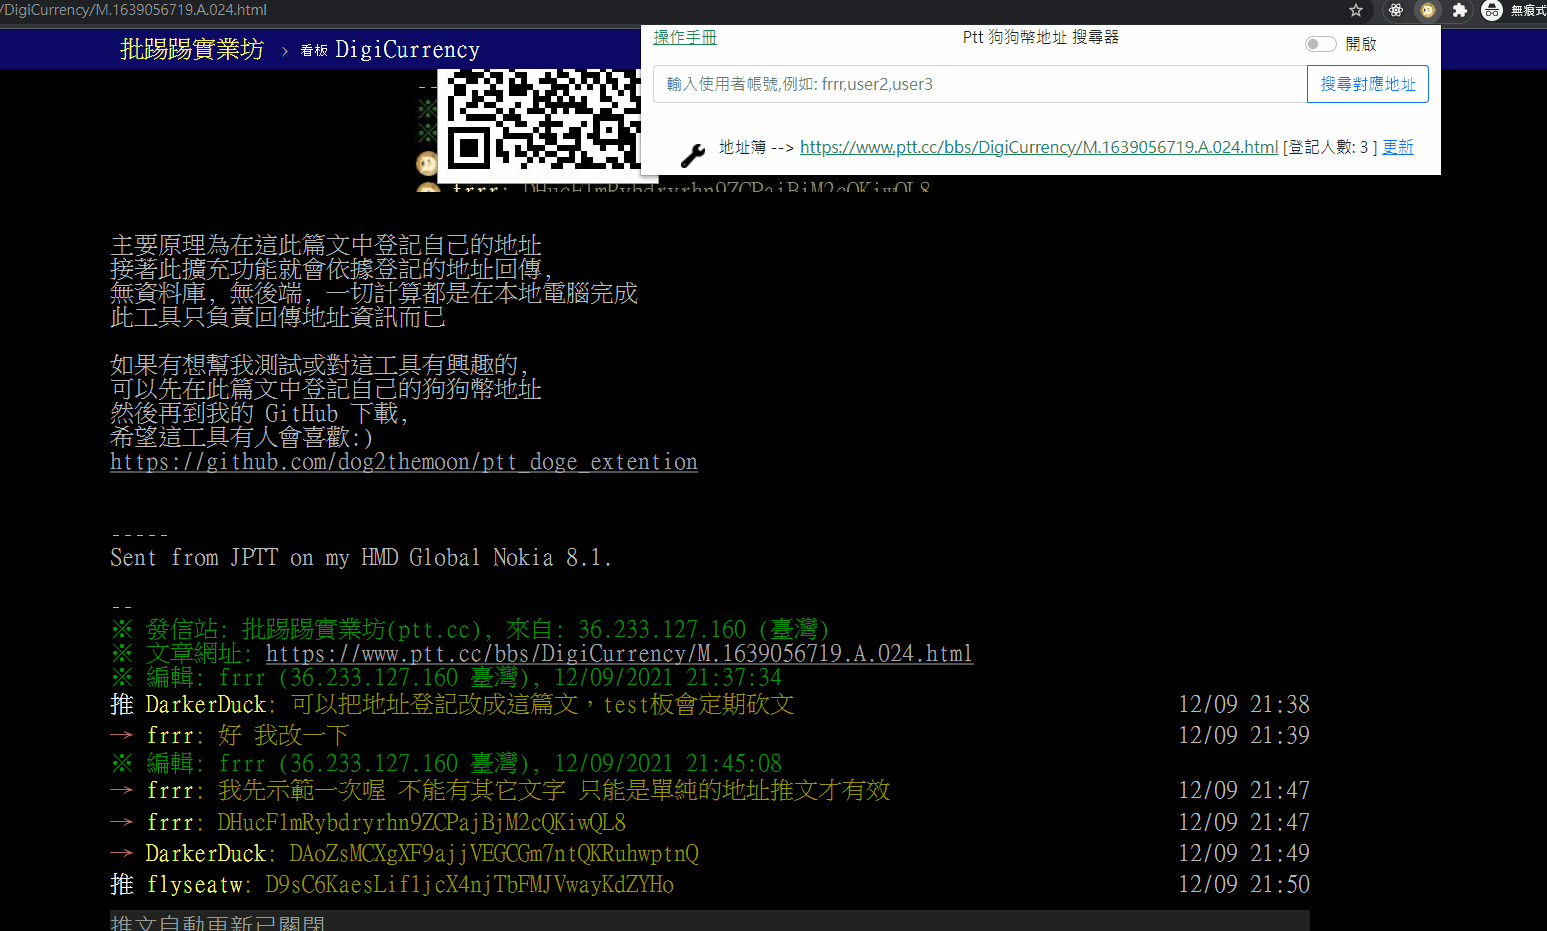 /DigiCurrency/M.1639056719.A.024.html
無痕式
批踢踢實業坊 › 看板 DigiCurrency
操作手冊
Ptt 狗狗幣地址 搜尋器
開啟
輸入使用者帳號,例如: frrr,user2,user3
搜尋對應地址
地址簿 --> https://www.ptt.cc/bbs/DigiCurrency/M.1639056719.A.024.html [登記人數: 3 ] 更新
--
※
※
frrr: DHucF1mRybdryrhn9ZCPajBjM2cQKiwQL8
主要原理為在這此篇文中登記自已的地址
接著此擴充功能就會依據登記的地址回傳,
無資料庫, 無後端, 一切計算都是在本地電腦完成
此工具只負責回傳地址資訊而已
如果有想幫我測試或對這工具有興趣的,
可以先在此篇文中登記自己的狗狗幣地址
然後再到我的 GitHub 下載,
希望這工具有人會喜歡:)
https://github.com/dog2themoon/ptt_doge_extention
-----
Sent from JPTT on my HMD Global Nokia 8.1.
--
※ 發信站: 批踢踢實業坊(ptt.cc), 來自: 36.233.127.160 (臺灣)
※ 文章網址: https://www.ptt.cc/bbs/DigiCurrency/M.1639056719.A.024.html
※ 編輯: frrr (36.233.127.160 臺灣), 12/09/2021 21:37:34
推 DarkerDuck: 可以把地址登記改成這篇文，test板會定期砍文 12/09 21:38
→ frrr: 好 我改一下 12/09 21:39
※ 編輯: frrr (36.233.127.160 臺灣), 12/09/2021 21:45:08
→ frrr: 我先示範一次喔 不能有其它文字 只能是單純的地址推文才有效 12/09 21:47
→ frrr: DHucF1mRybdryrhn9ZCPajBjM2cQKiwQL8 12/09 21:47
→ DarkerDuck: DAoZsMCXgXF9ajjVEGCGm7ntQKRuhwptnQ 12/09 21:49
推 flyseatw: D9sC6KaesLif1jcX4njTbFMJVwayKdZYHo 12/09 21:50
推文自動更新已關閉